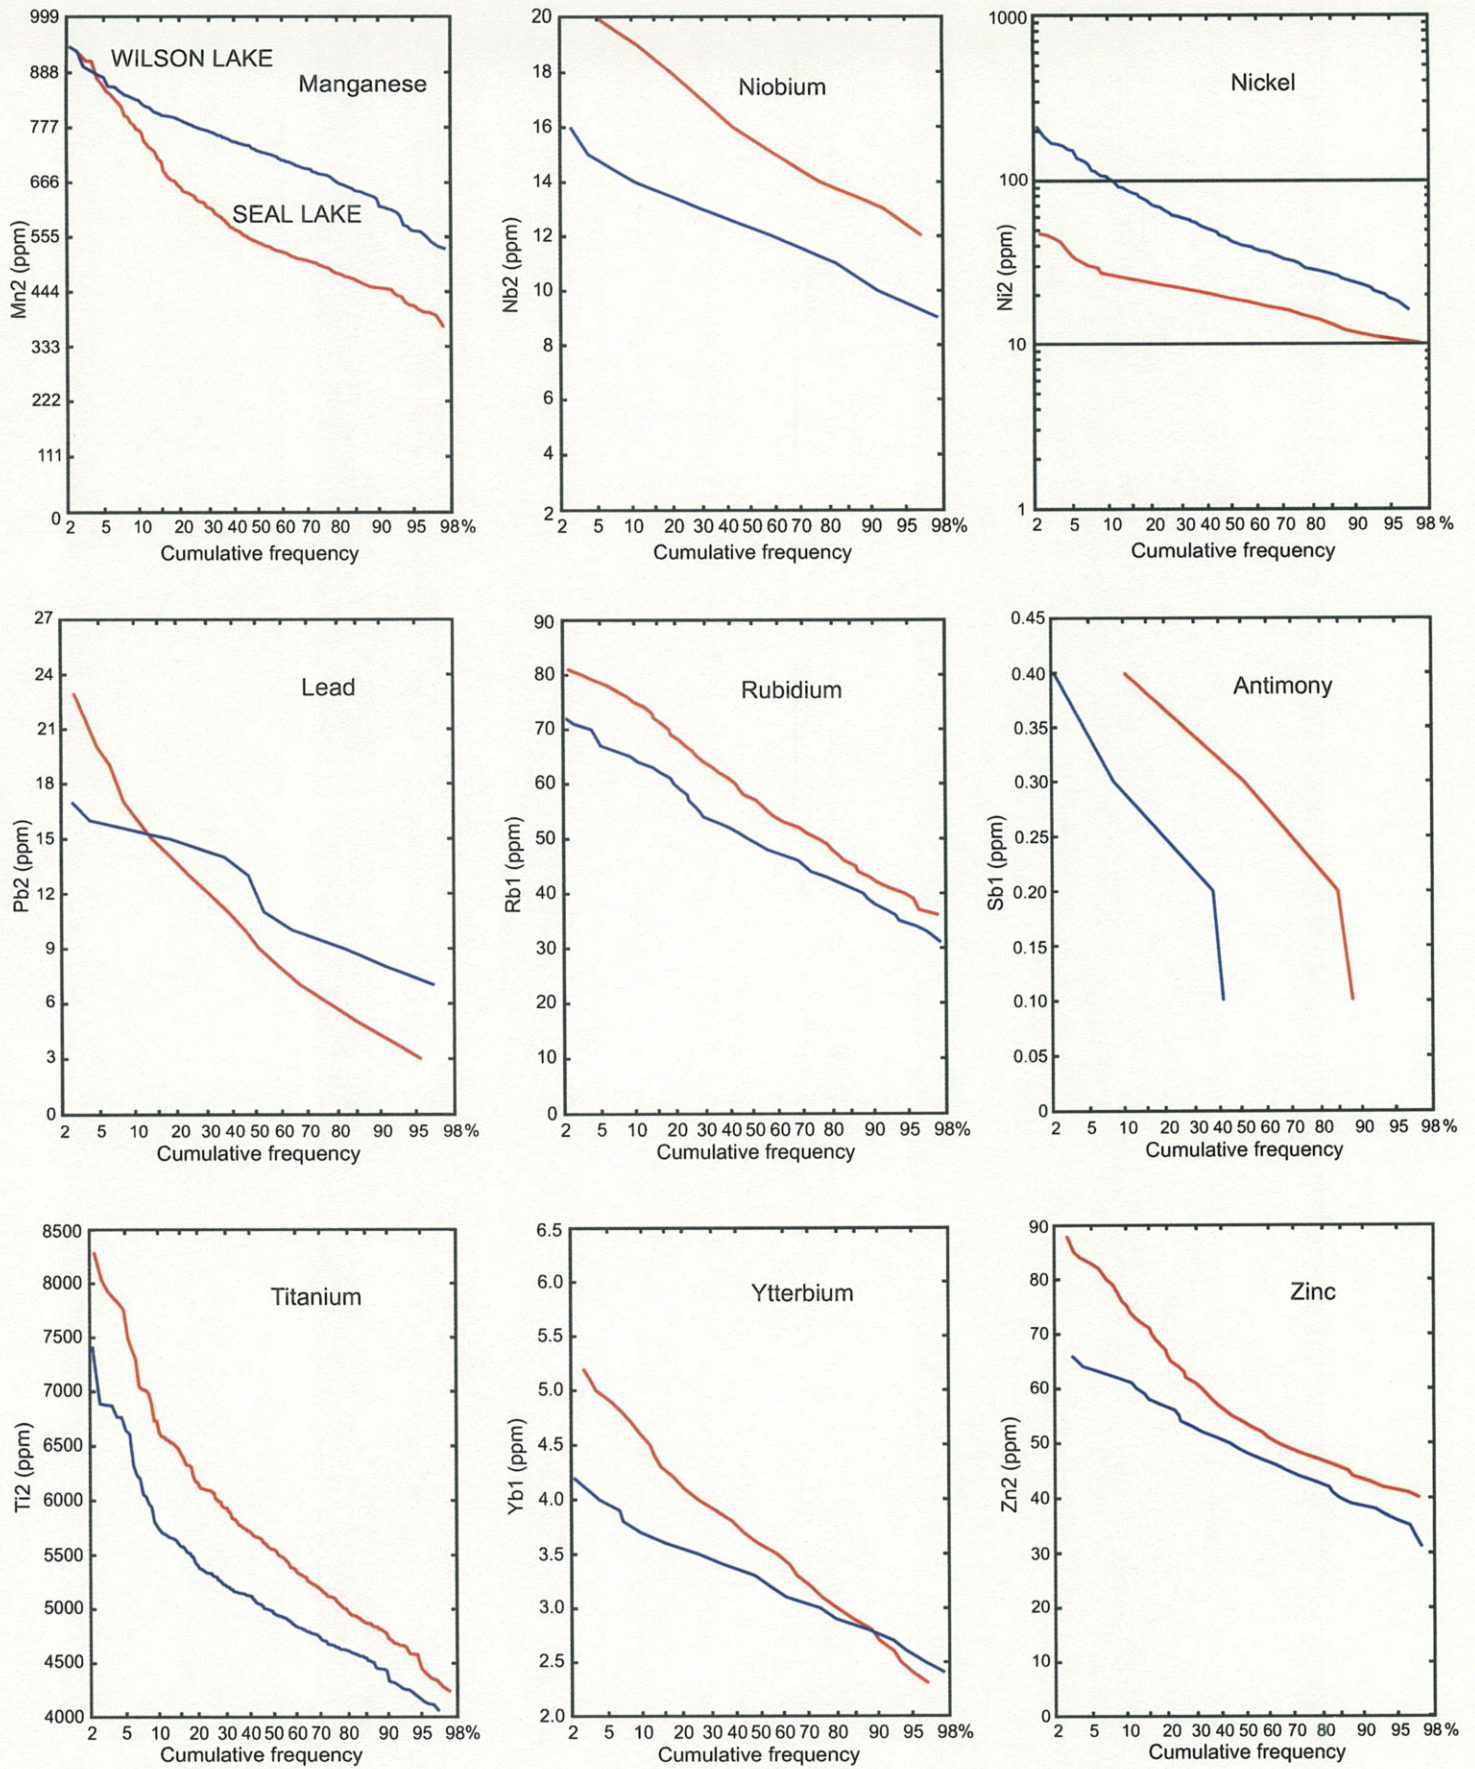 Manganese
WILSON LAKE
SEAL LAKE
Mn2 (ppm)
999
888
777
666
555
444
333
222
111
0
2 5 10 20 30 40 50 60 70 80 90 95 98%
Cumulative frequency
Niobium
Nb2 (ppm)
20
18
16
14
12
10
8
6
4
2
2 5 10 20 30 40 50 60 70 80 90 95 98%
Cumulative frequency
Nickel
Ni2 (ppm)
1000
100
10
1
2 5 10 20 30 40 50 60 70 80 90 95 98 %
Cumulative frequency
Lead
Pb2 (ppm)
27
24
21
18
15
12
9
6
3
0
2 5 10 20 30 40 50 60 70 80 90 95 98%
Cumulative frequency
Rubidium
Rb1 (ppm)
90
80
70
60
50
40
30
20
10
0
2 5 10 20 30 40 50 60 70 80 90 95 98%
Cumulative frequency
Antimony
Sb1 (ppm)
0.45
0.40
0.35
0.30
0.25
0.20
0.15
0.10
0.05
0
2 5 10 20 30 40 50 60 70 80 90 95 98 %
Cumulative frequency
Titanium
Ti2 (ppm)
8500
8000
7500
7000
6500
6000
5500
5000
4500
4000
2 5 10 20 30 40 50 60 70 80 90 95 98%
Cumulative frequency
Ytterbium
Yb1 (ppm)
6.5
6.0
5.5
5.0
4.5
4.0
3.5
3.0
2.5
2.0
2 5 10 20 30 40 50 60 70 80 90 95 98%
Cumulative frequency
Zinc
Zn2 (ppm)
90
80
70
60
50
40
30
20
10
0
2 5 10 20 30 40 50 60 70 80 90 95 98 %
Cumulative frequency